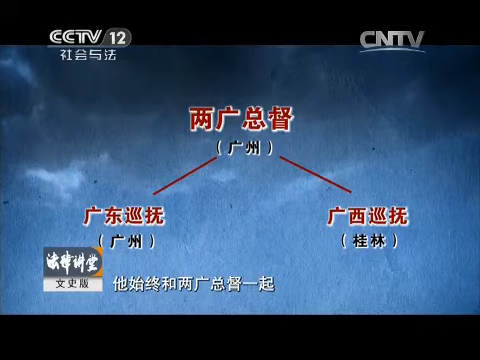 CCTV 12
社会与法
CNTV
两广总督
（广州）
广东巡抚
广西巡抚
（广州）
（桂林）
法律讲堂
文史版
他始终和两广总督一起